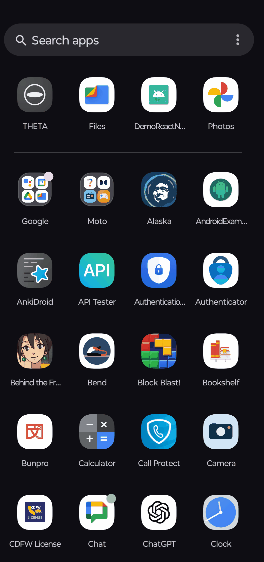 Search apps
THETA
Files
DemoReactN...
Photos
Google
Moto
Alaska
AndroidExam...
AnkiDroid
API
API Tester
Authenticatio...
Authenticator
Behind the Fr...
Bend
Block Blast!
Bookshelf
Bunpro
Calculator
Call Protect
Camera
CDFW License
Chat
ChatGPT
Clock